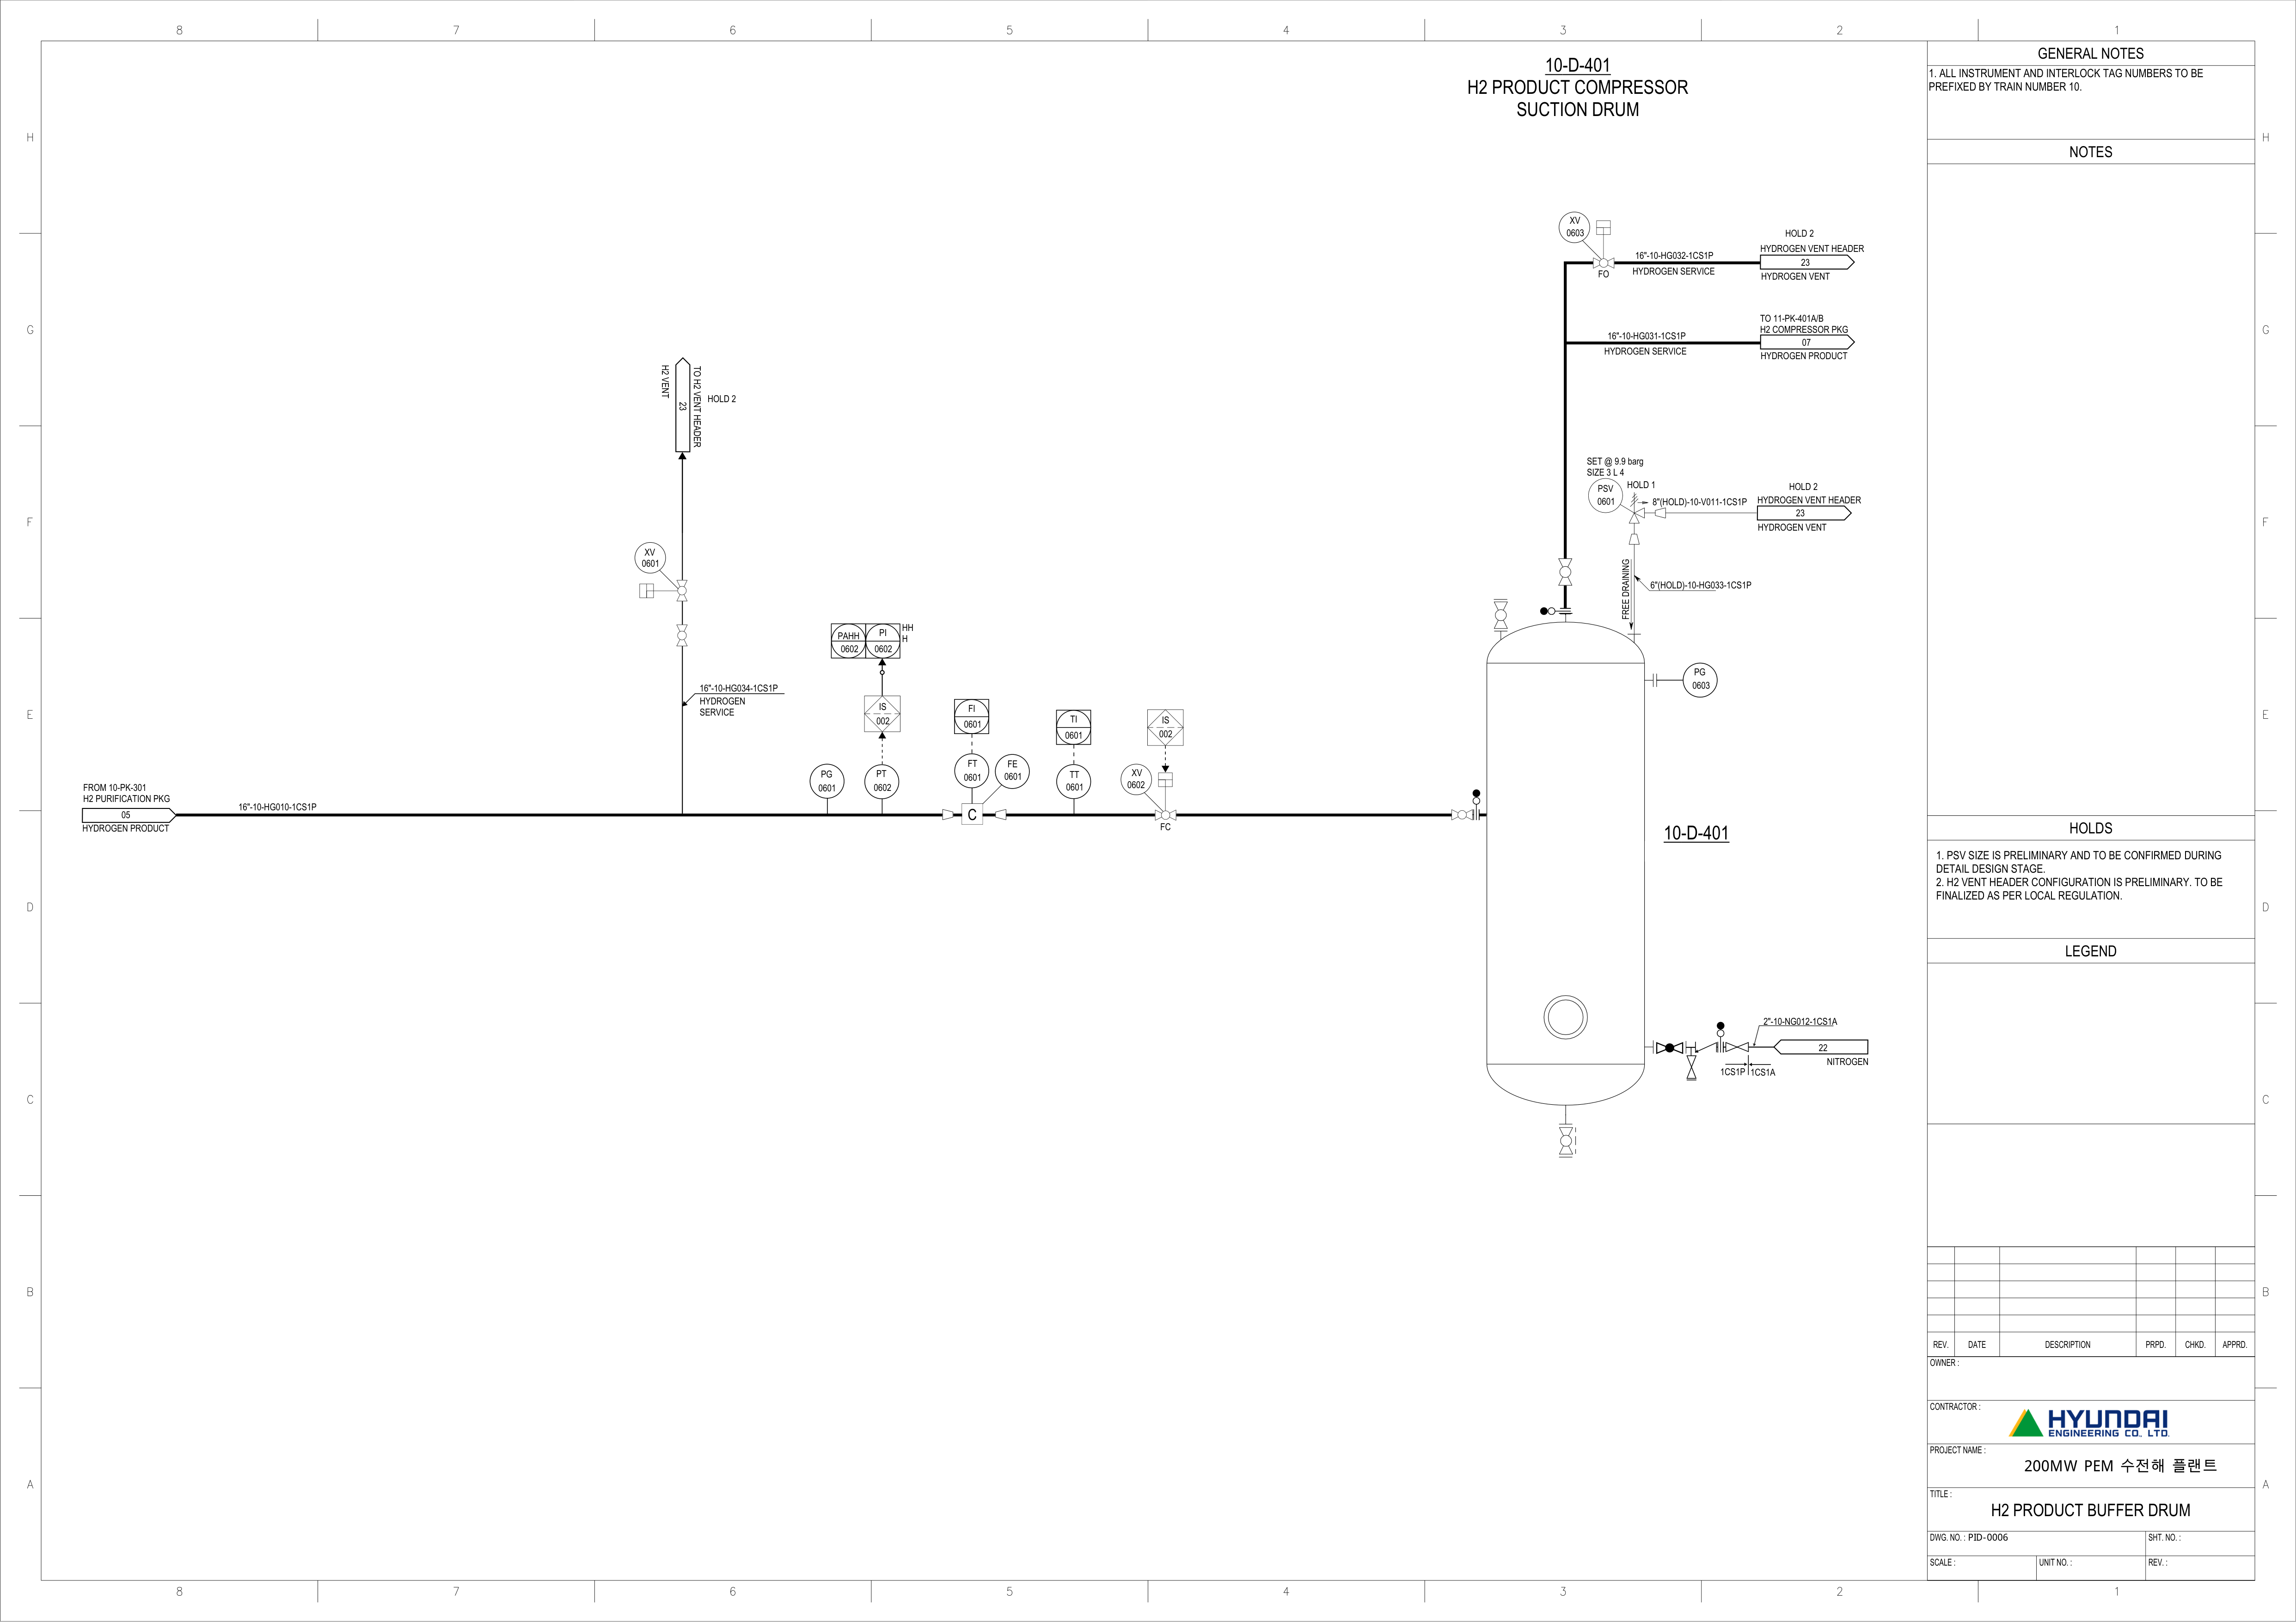 8 7 6 5 4 3 2 1
H
G
F
E
D
C
B
A
10-D-401
H2 PRODUCT COMPRESSOR
SUCTION DRUM
XV
0603
FO
16"-10-HG032-1CS1P
HYDROGEN SERVICE
HOLD 2
HYDROGEN VENT HEADER
23
HYDROGEN VENT
16"-10-HG031-1CS1P
HYDROGEN SERVICE
TO 11-PK-401A/B
H2 COMPRESSOR PKG
07
HYDROGEN PRODUCT
H2 VENT
23
TO H2 VENT HEADER
HOLD 2
SET @ 9.9 barg
SIZE 3 L 4
PSV
0601
HOLD 1
8"(HOLD)-10-V011-1CS1P
HOLD 2
HYDROGEN VENT HEADER
23
HYDROGEN VENT
FREE DRAINING
6"(HOLD)-10-HG033-1CS1P
XV
0601
16"-10-HG034-1CS1P
HYDROGEN
SERVICE
PAHH
0602
PI
0602
HH
H
IS
002
FI
0601
TI
0601
IS
002
PG
0601
PT
0602
FT
0601
FE
0601
TT
0601
XV
0602
C
FC
PG
0603
FROM 10-PK-301
H2 PURIFICATION PKG
05
HYDROGEN PRODUCT
16"-10-HG010-1CS1P
10-D-401
2"-10-NG012-1CS1A
22
NITROGEN
1CS1P
1CS1A
GENERAL NOTES
1. ALL INSTRUMENT AND INTERLOCK TAG NUMBERS TO BE
PREFIXED BY TRAIN NUMBER 10.
NOTES
HOLDS
1. PSV SIZE IS PRELIMINARY AND TO BE CONFIRMED DURING
DETAIL DESIGN STAGE.
2. H2 VENT HEADER CONFIGURATION IS PRELIMINARY. TO BE
FINALIZED AS PER LOCAL REGULATION.
LEGEND
REV. DATE DESCRIPTION PRPD. CHKD. APPRD.
OWNER :
CONTRACTOR :
HYUNDAI
ENGINEERING CO., LTD.
PROJECT NAME :
200MW PEM 수전해 플랜트
TITLE :
H2 PRODUCT BUFFER DRUM
DWG. NO. : PID-0006
SHT. NO. :
SCALE :
UNIT NO. :
REV. :
H
G
F
E
D
C
B
A
8 7 6 5 4 3 2 1